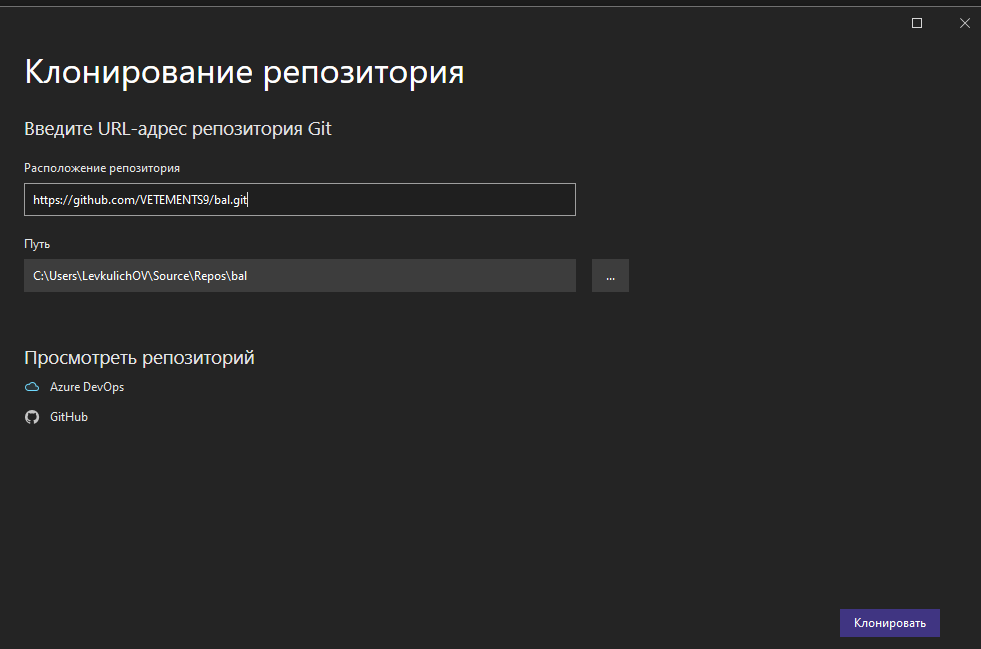 Клонирование репозитория
Введите URL-адрес репозитория Git
Расположение репозитория
https://github.com/VETEMENTS9/bal.git
Путь
C:\Users\LevkulichOV\Source\Repos\bal
...
Просмотреть репозиторий
Azure DevOps
GitHub
Клонировать